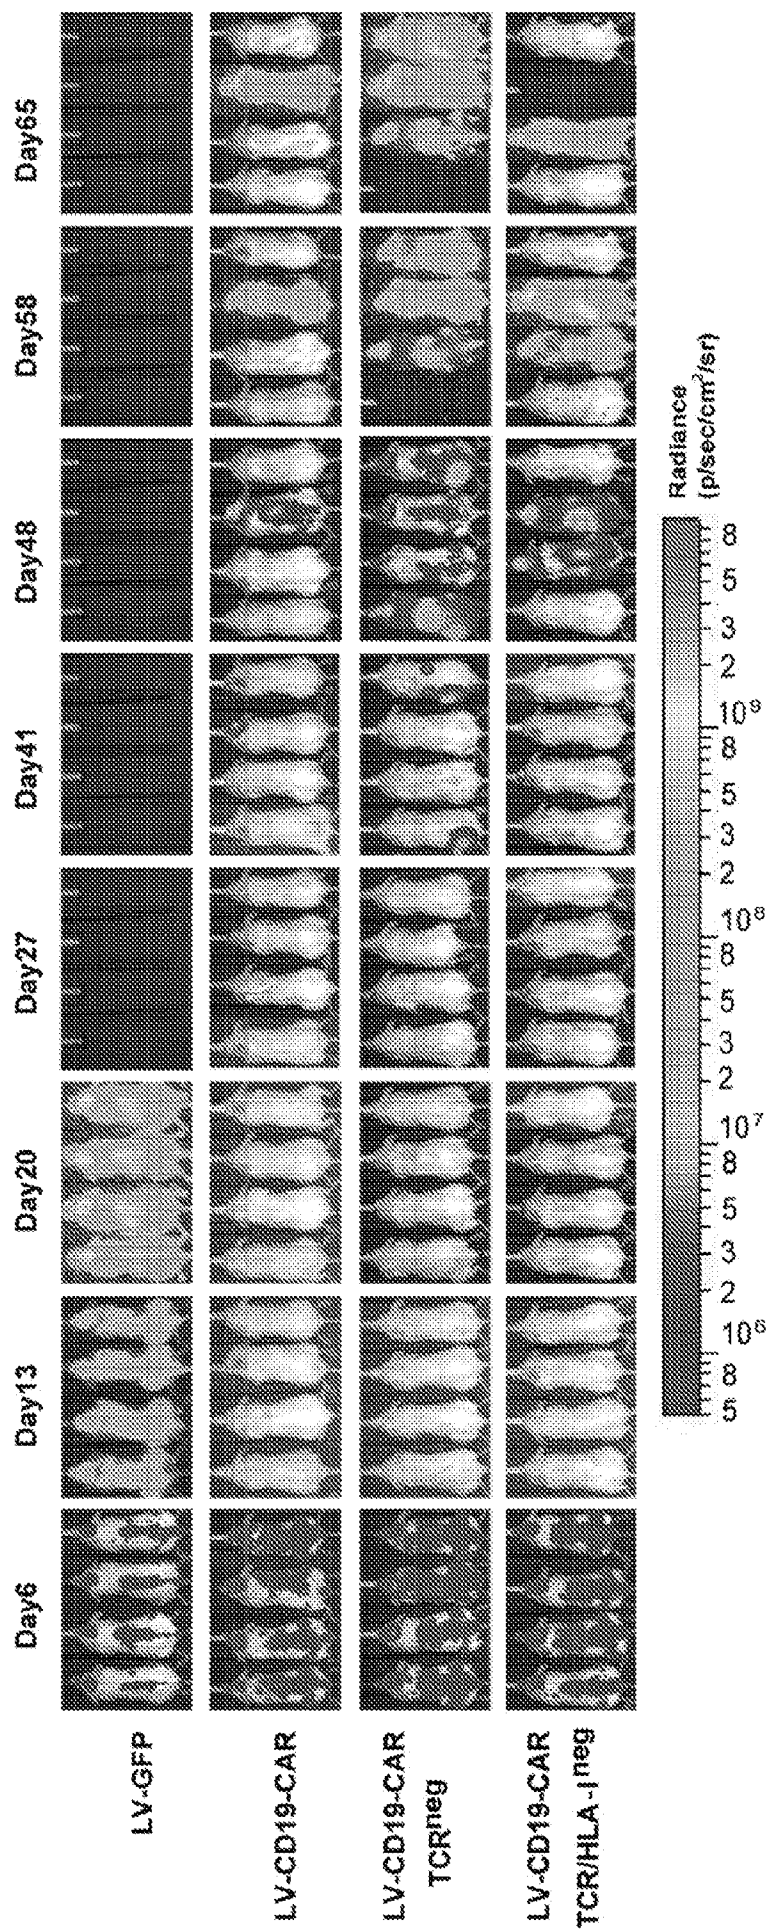 Day6 Day13 Day20 Day27 Day41 Day48 Day58 Day65
LV-GFP
LV-CD19-CAR
LV-CD19-CAR
TCRneg
LV-CD19-CAR
TCR/HLA-Ineg
5 8 10⁶ 2 3 5 8 10⁷ 2 3 5 8 10⁸ 2 3 5 8 10⁹ 2 3 5 8
Radiance
(p/sec/cm²/sr)